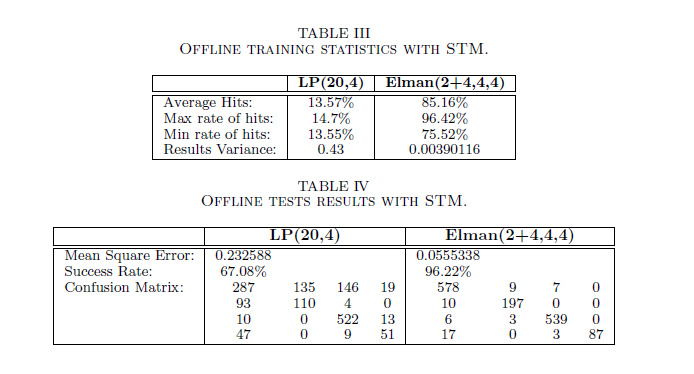 TABLE III
OFFLINE TRAINING STATISTICS WITH STM.
LP(20,4) Elman(2+4,4,4)
Average Hits: 13.57% 85.16%
Max rate of hits: 14.7% 96.42%
Min rate of hits: 13.55% 75.52%
Results Variance: 0.43 0.00390116
TABLE IV
OFFLINE TESTS RESULTS WITH STM.
LP(20,4) Elman(2+4,4,4)
Mean Square Error: 0.232588 0.0555338
Success Rate: 67.08% 96.22%
Confusion Matrix: 287 135 146 19 578 9 7 0
93 110 4 0 10 197 0 0
10 0 522 13 6 3 539 0
47 0 9 51 17 0 3 87